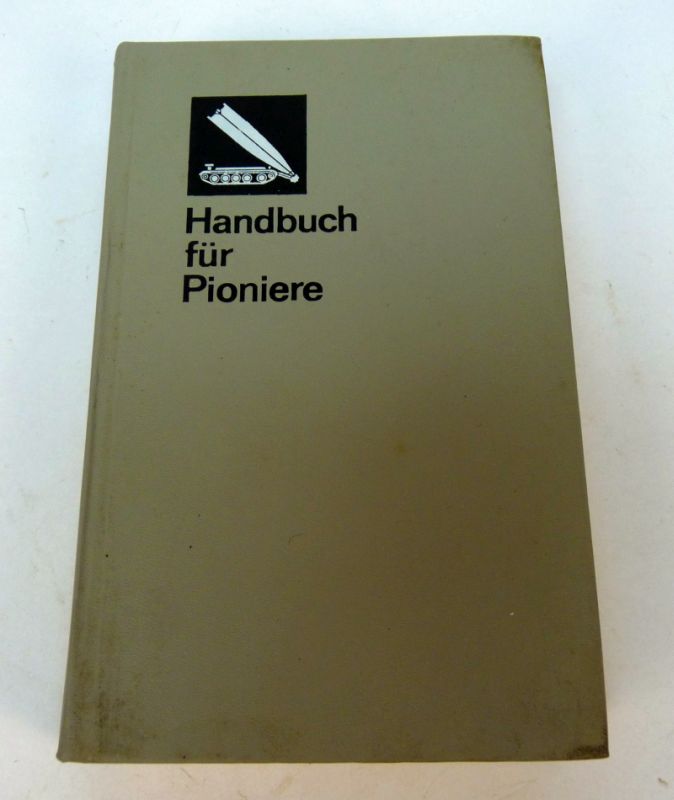 Handbuch
für
Pioniere